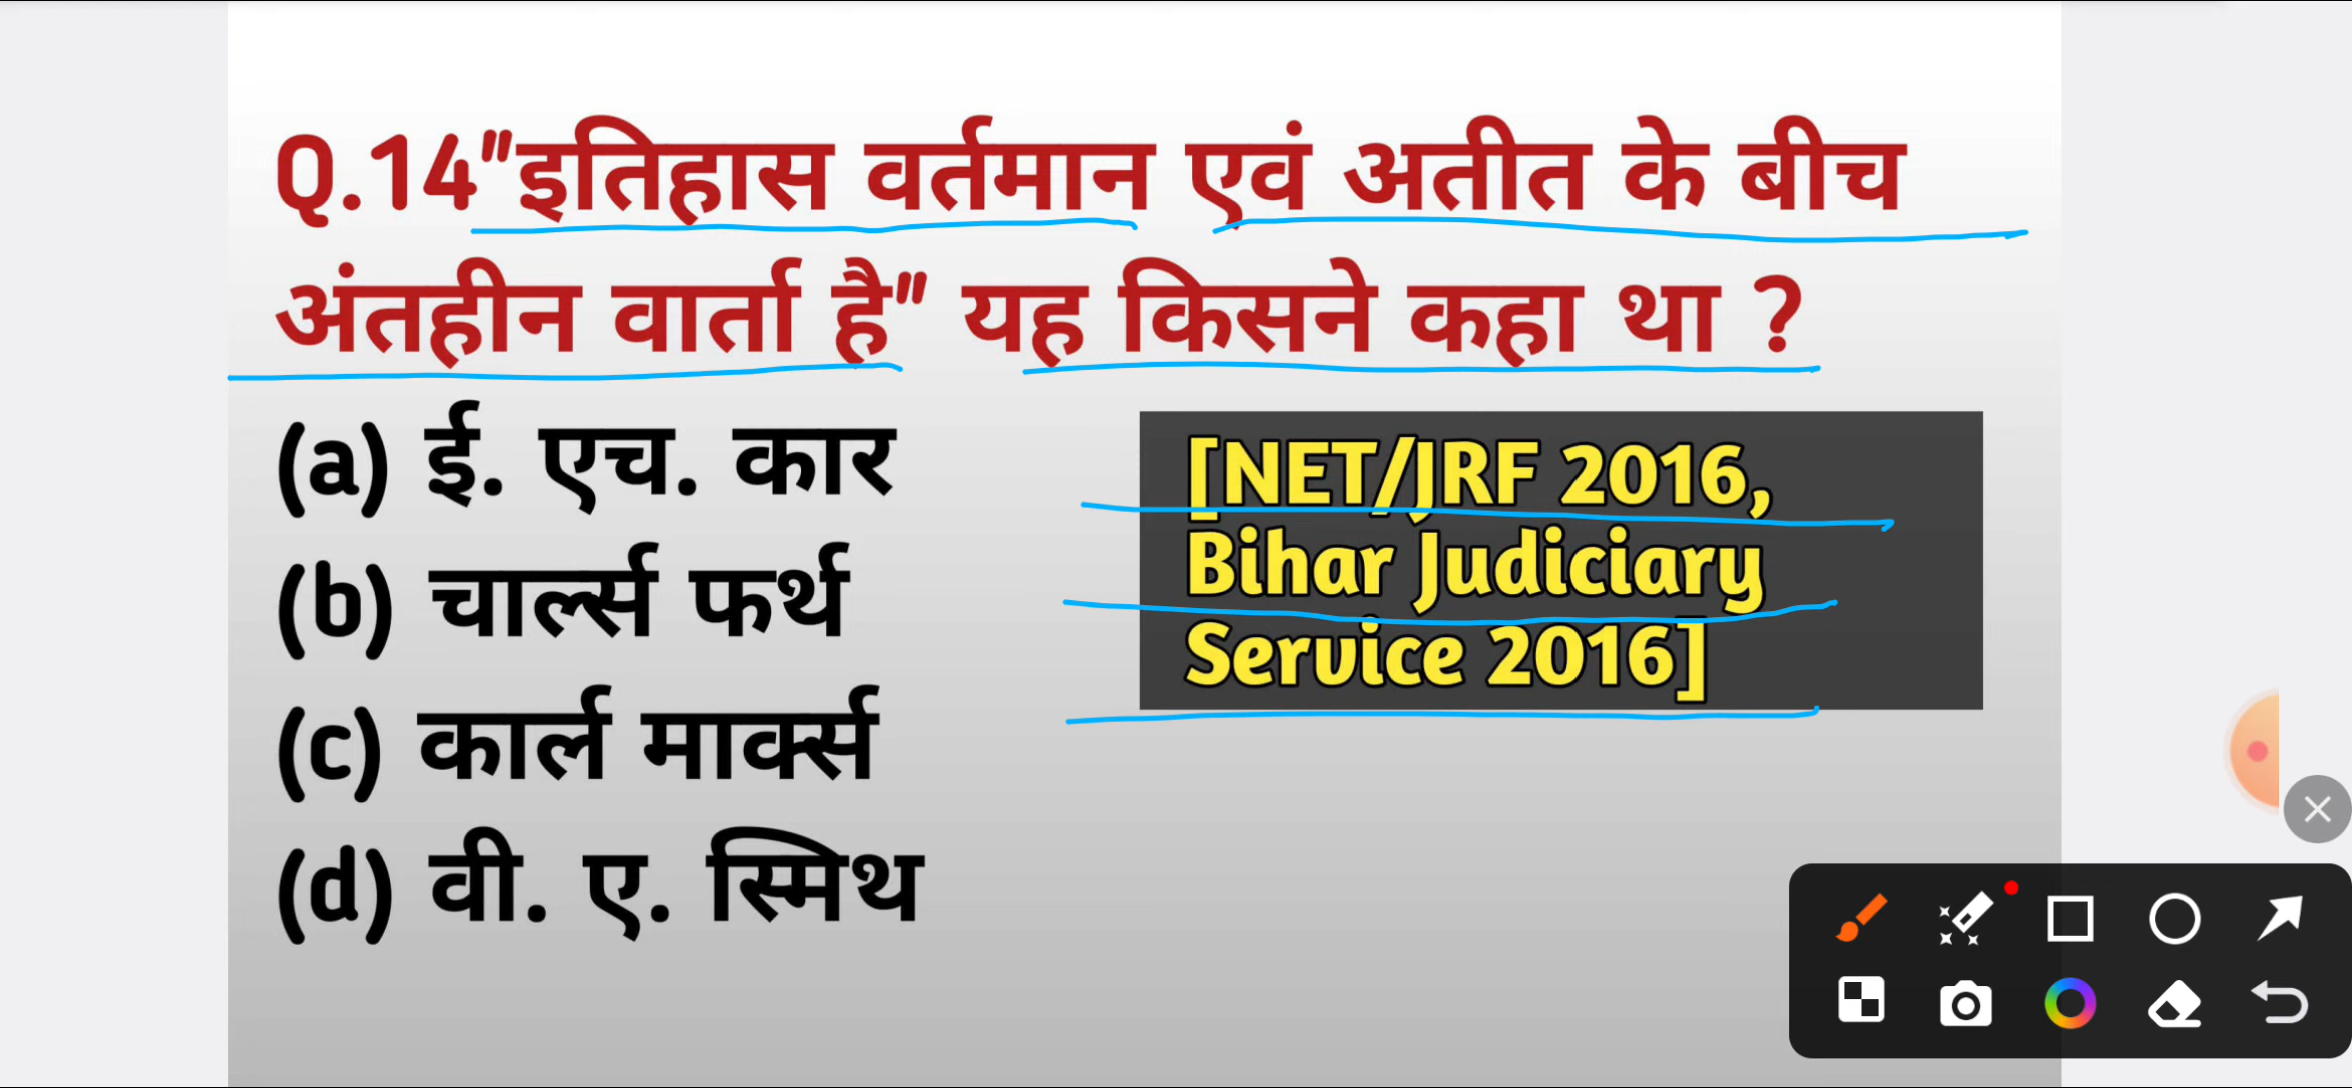 Q.14"इतिहास वर्तमान एवं अतीत के बीच
अंतहीन वार्ता है" यह किसने कहा था ?
(a) ई. एच. कार
(b) चार्ल्स फर्थ
(c) कार्ल मार्क्स
(d) वी. ए. स्मिथ
[NET/JRF 2016,
Bihar Judiciary
Service 2016]